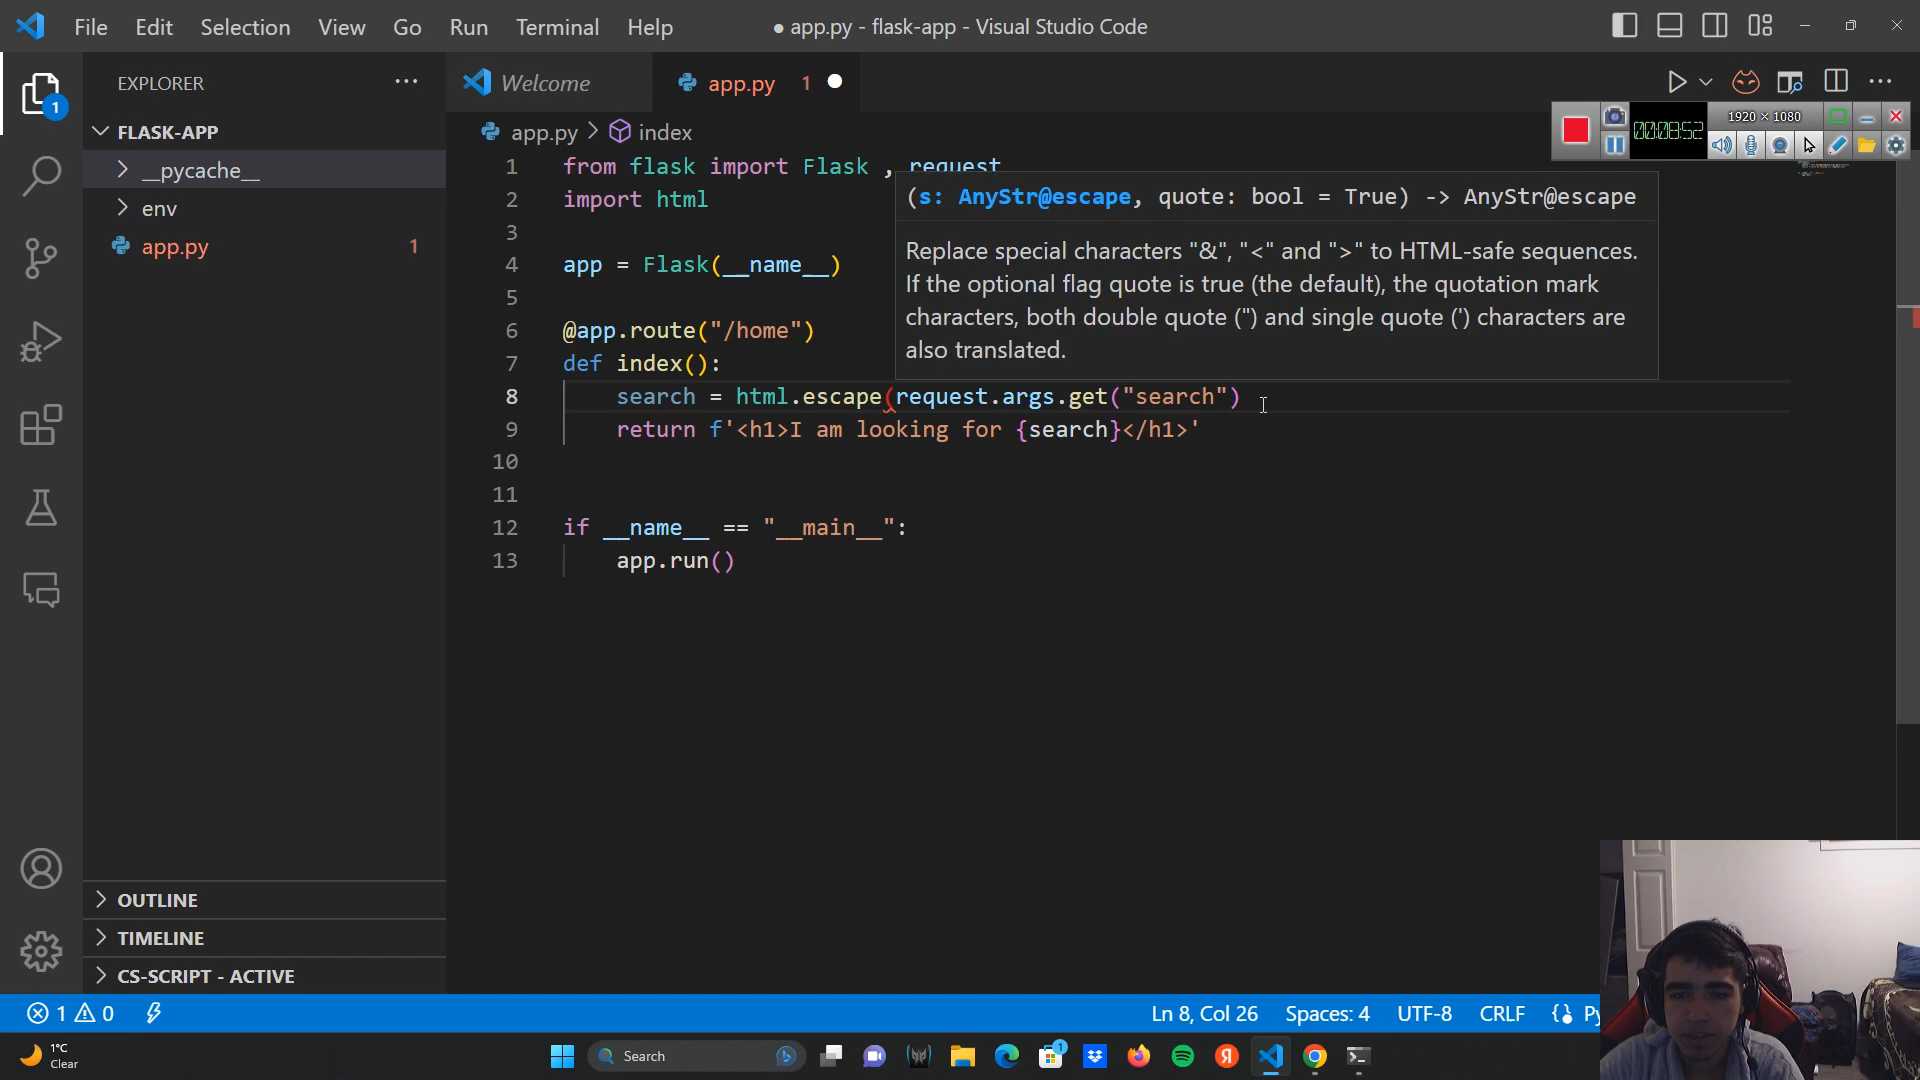 File Edit Selection View Go Run Terminal Help
● app.py - flask-app - Visual Studio Code
EXPLORER
Welcome
app.py 1
1920 × 1080
00:08:52
1
FLASK-APP
__pycache__
env
app.py 1
app.py > index
1 from flask import Flask , request
2 import html
3
4 app = Flask(__name__)
5
6 @app.route("/home")
7 def index():
8 search = html.escape(request.args.get("search")
9 return f'<h1>I am looking for {search}</h1>'
10
11
12 if __name__ == "__main__":
13 app.run()
(s: AnyStr@escape, quote: bool = True) -> AnyStr@escape
Replace special characters "&", "<" and ">" to HTML-safe sequences.
If the optional flag quote is true (the default), the quotation mark
characters, both double quote (") and single quote (') characters are
also translated.
OUTLINE
TIMELINE
CS-SCRIPT - ACTIVE
1 0
Ln 8, Col 26 Spaces: 4 UTF-8 CRLF Py
1°C
Clear
Search
1
Я